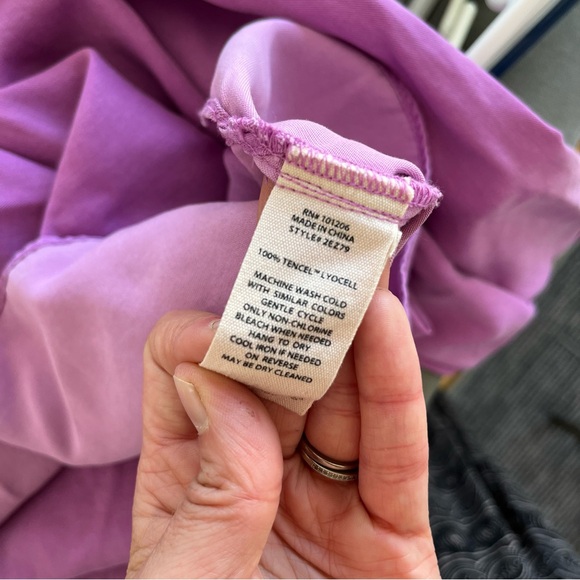 RN# 101206
MADE IN CHINA
STYLE# 2EZ79
100% TENCEL™ LYOCELL
MACHINE WASH COLD
WITH SIMILAR COLORS
GENTLE CYCLE
ONLY NON-CHLORINE
BLEACH WHEN NEEDED
HANG TO DRY
COOL IRON IF NEEDED
ON REVERSE
MAY BE DRY CLEANED